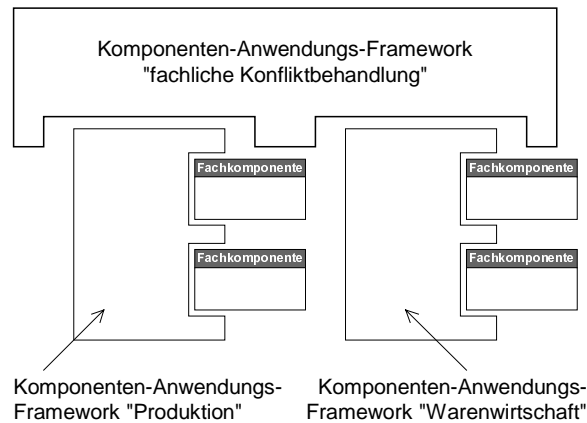 Komponenten-Anwendungs-Framework
"fachliche Konfliktbehandlung"
Fachkomponente
Fachkomponente
Fachkomponente
Fachkomponente
Komponenten-Anwendungs-
Framework "Produktion"
Komponenten-Anwendungs-
Framework "Warenwirtschaft"